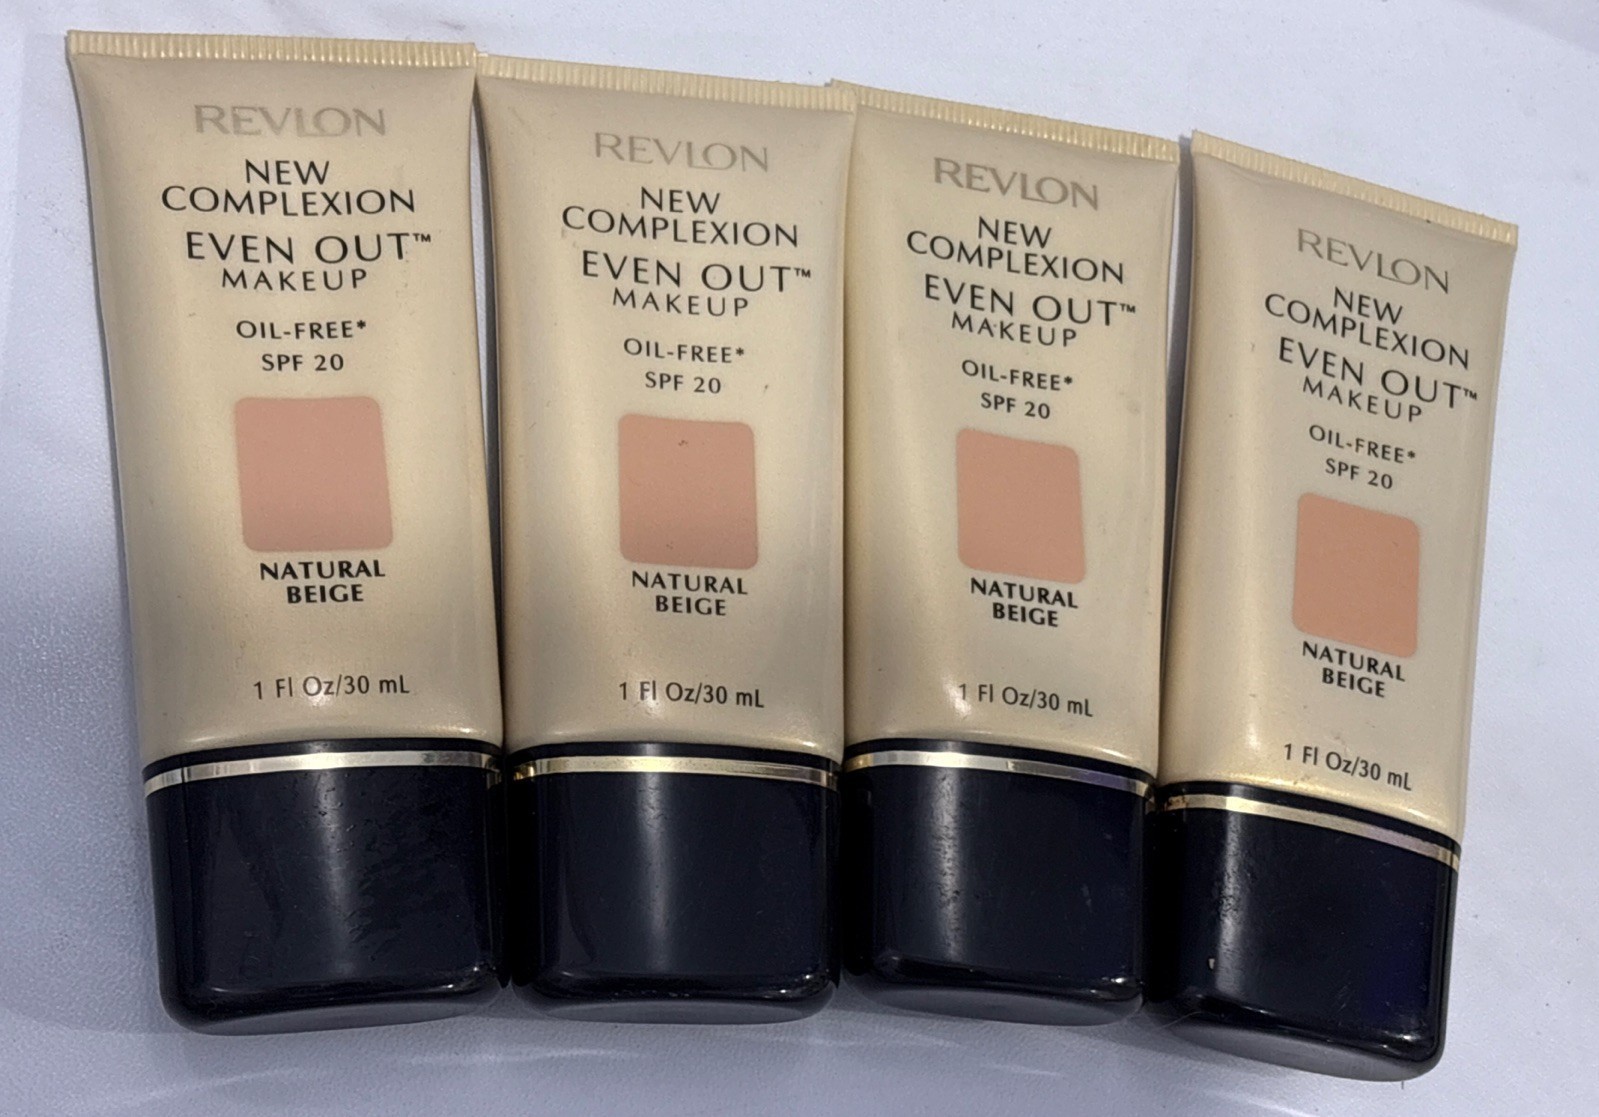 REVLON
NEW
COMPLEXION
EVEN OUT™
MAKEUP
OIL-FREE*
SPF 20
NATURAL
BEIGE
1 Fl Oz/30 mL
REVLON
NEW
COMPLEXION
EVEN OUT™
MAKEUP
OIL-FREE*
SPF 20
NATURAL
BEIGE
1 Fl Oz/30 mL
REVLON
NEW
COMPLEXION
EVEN OUT™
MAKEUP
OIL-FREE*
SPF 20
NATURAL
BEIGE
1 Fl Oz/30 mL
REVLON
NEW
COMPLEXION
EVEN OUT™
MAKEUP
OIL-FREE*
SPF 20
NATURAL
BEIGE
1 Fl Oz/30 mL